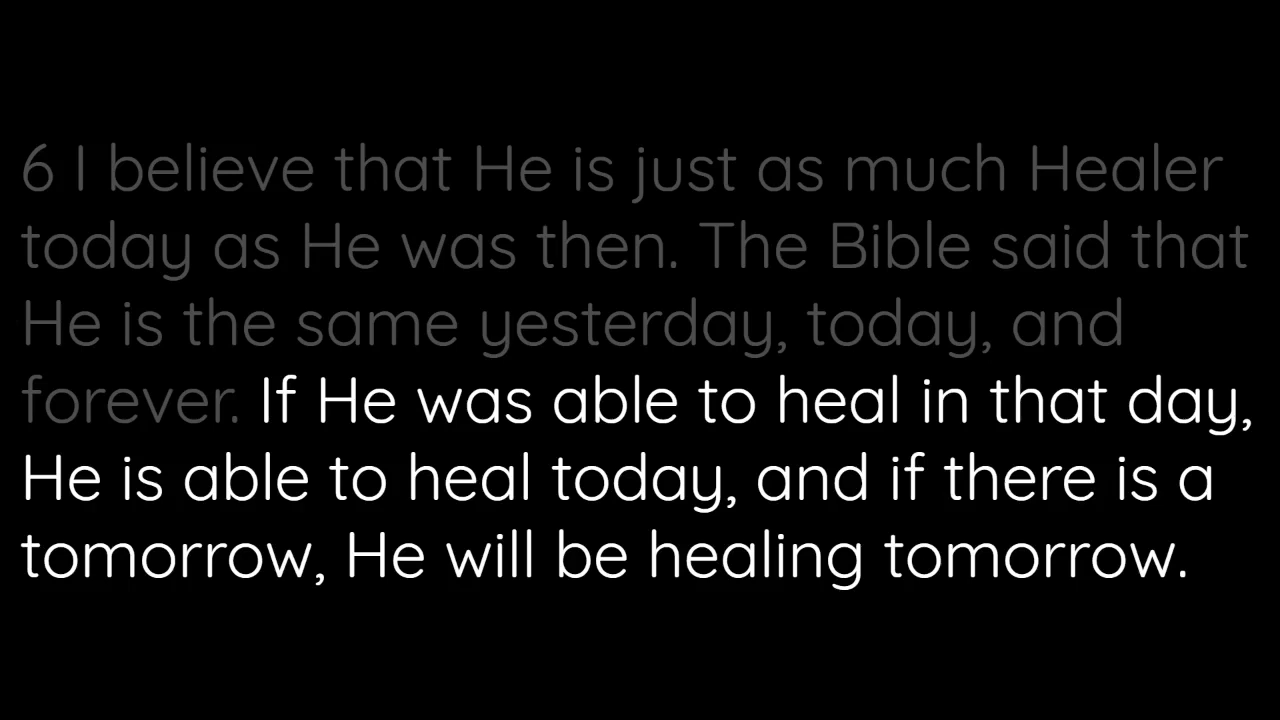 6 I believe that He is just as much Healer
today as He was then. The Bible said that
He is the same yesterday, today, and
forever. If He was able to heal in that day,
He is able to heal today, and if there is a
tomorrow, He will be healing tomorrow.